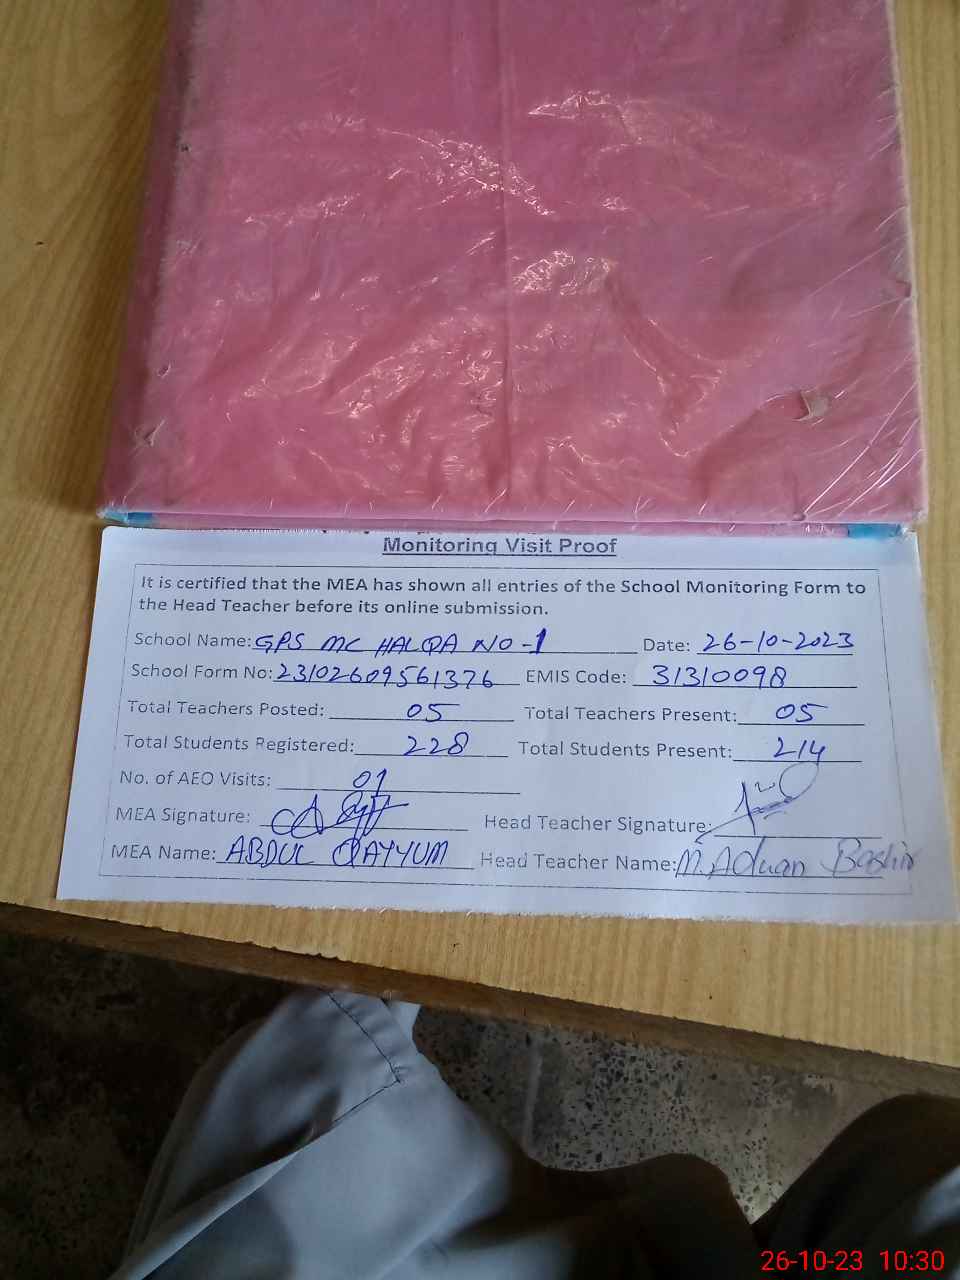 Monitoring Visit Proof
It is certified that the MEA has shown all entries of the School Monitoring Form to
the Head Teacher before its online submission.
School Name: GPS MC HALQA NO-1 Date: 26-10-2023
School Form No: 23102609561376 EMIS Code: 31310098
Total Teachers Posted: 05 Total Teachers Present: 05
Total Students Registered: 228 Total Students Present: 214
No. of AEO Visits: 01
MEA Signature: Head Teacher Signature:
MEA Name: ABDUL QAYYUM Head Teacher Name: M. Adnan Bashir
26-10-23 10:30